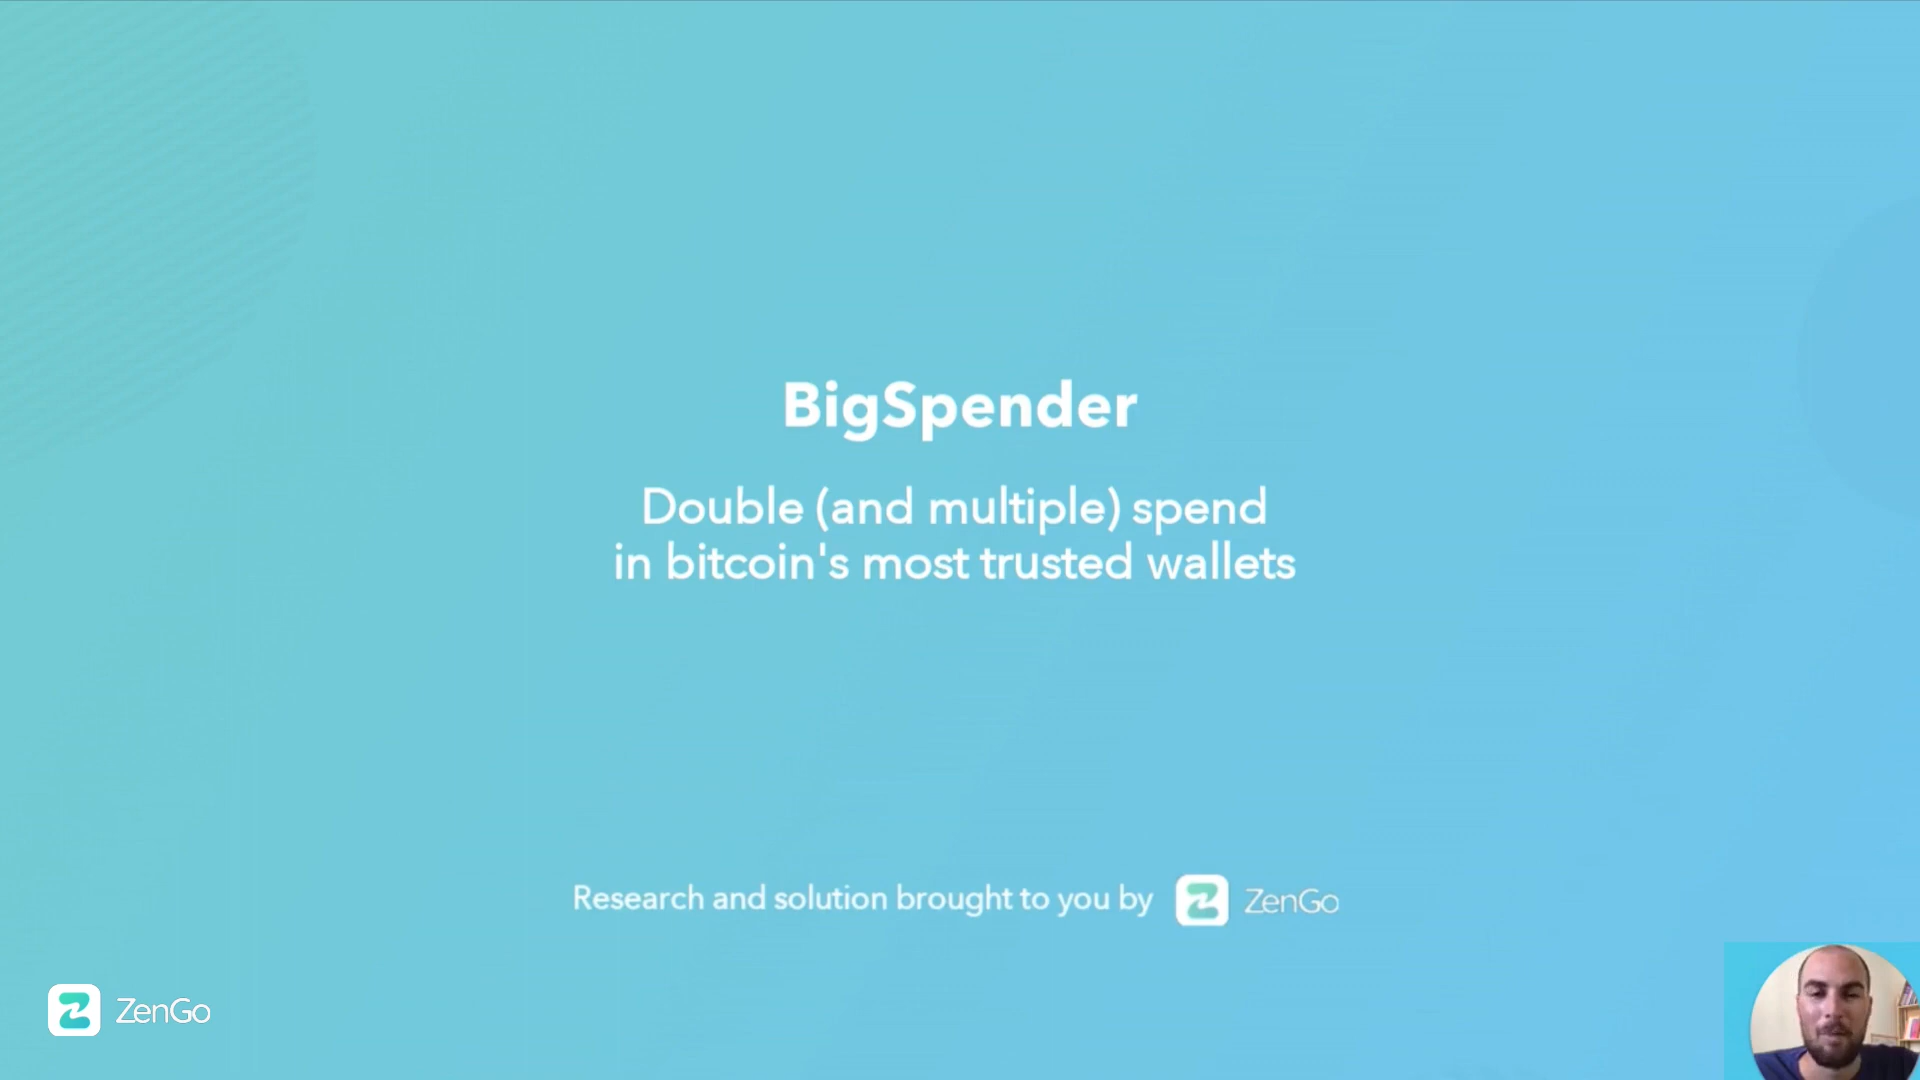 BigSpender
Double (and multiple) spend
in bitcoin's most trusted wallets
Research and solution brought to you by ZenGo
ZenGo